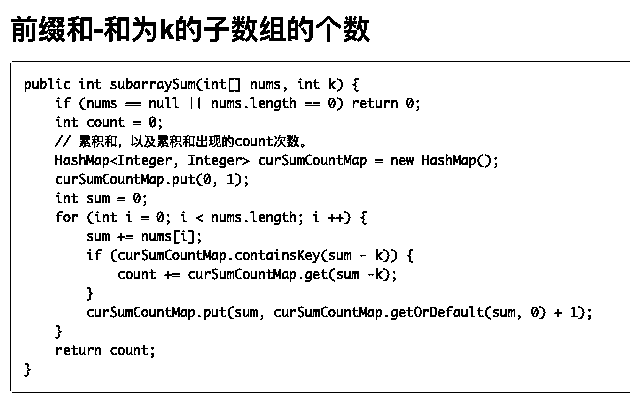 前缀和-和为k的子数组的个数
public int subarraySum(int[] nums, int k) {
    if (nums == null || nums.length == 0) return 0;
    int count = 0;
    // 累积和，以及累积和出现的count次数。
    HashMap<Integer, Integer> curSumCountMap = new HashMap();
    curSumCountMap.put(0, 1);
    int sum = 0;
    for (int i = 0; i < nums.length; i ++) {
        sum += nums[i];
        if (curSumCountMap.containsKey(sum - k)) {
            count += curSumCountMap.get(sum -k);
        }
        curSumCountMap.put(sum, curSumCountMap.getOrDefault(sum, 0) + 1);
    }
    return count;
}